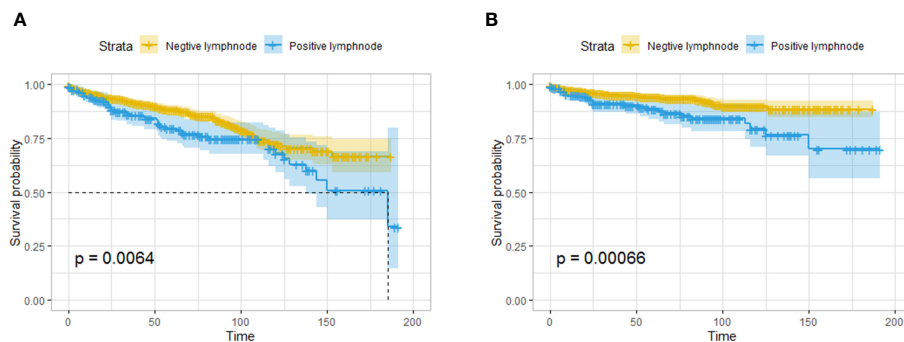 A
Strata Negtive lymphnode Positive lymphnode
1.00
0.75
0.50
0.25
0.00
Survival probability
p = 0.0064
0 50 100 150 200
Time
B
Strata Negtive lymphnode Positive lymphnode
1.00
0.75
0.50
0.25
0.00
Survival probability
p = 0.00066
0 50 100 150 200
Time